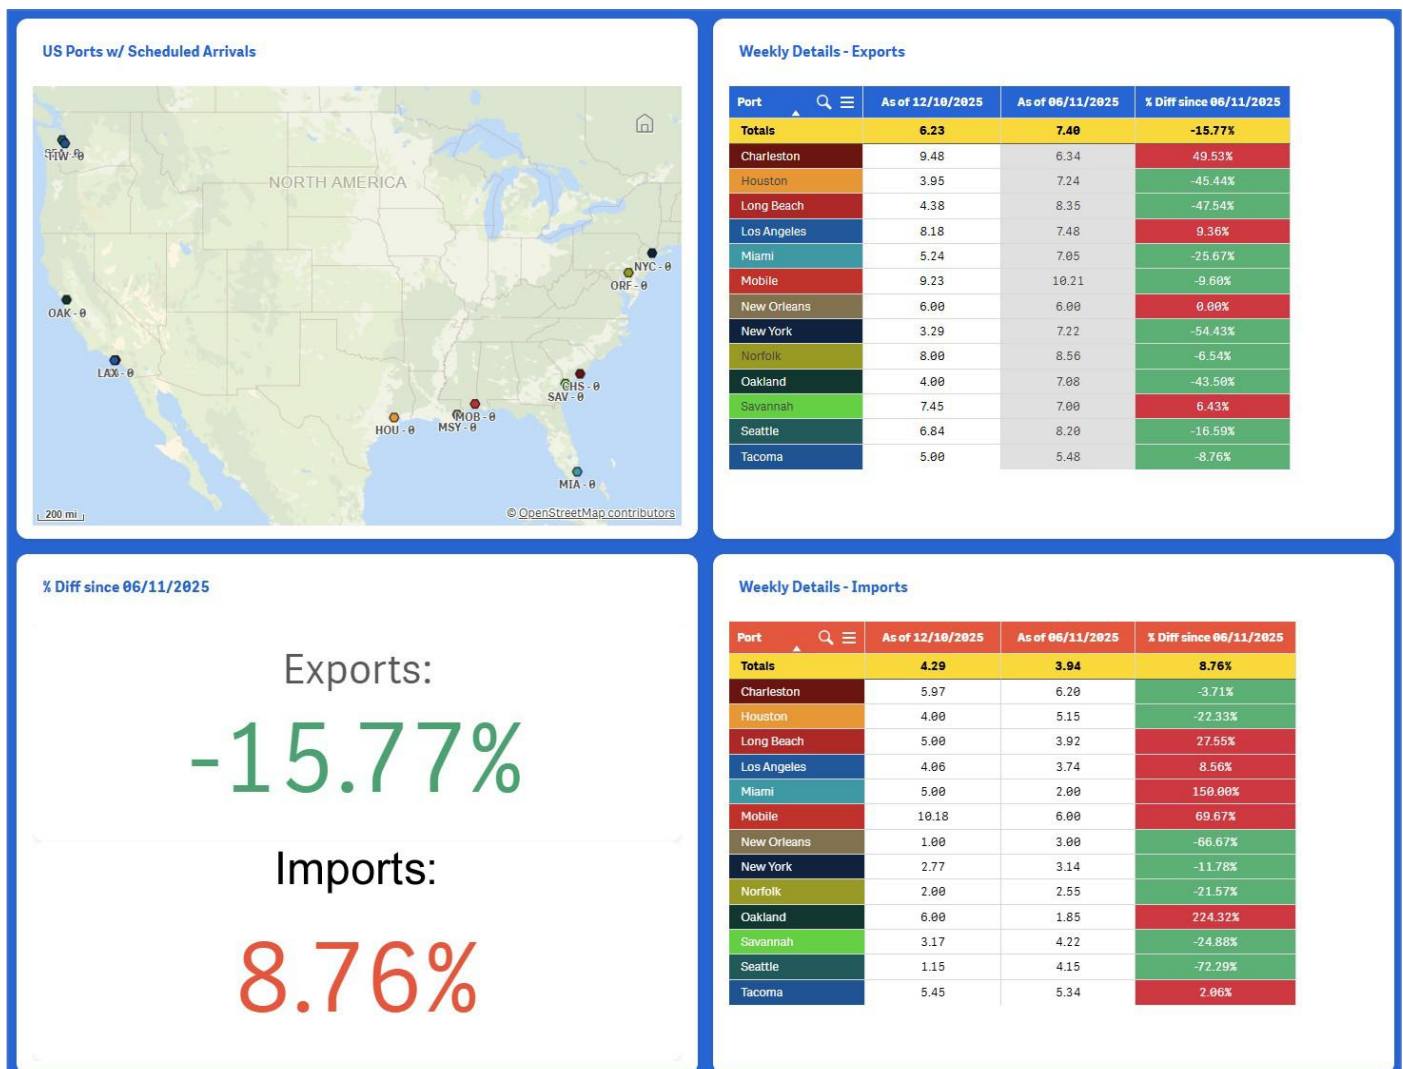 US Ports w/ Scheduled Arrivals
NORTH AMERICA
TIW - 0
NYC - 0
ORF - 0
OAK - 0
LAX - 0
CHS - 0
SAV - 0
MOB - 0
HOU - 0
MSY - 0
MIA - 0
200 mi
© OpenStreetMap contributors
Weekly Details - Exports
Port As of 12/10/2025 As of 06/11/2025 % Diff since 06/11/2025
Totals 6.23 7.40 -15.77%
Charleston 9.48 6.34 49.53%
Houston 3.95 7.24 -45.44%
Long Beach 4.38 8.35 -47.54%
Los Angeles 8.18 7.48 9.36%
Miami 5.24 7.05 -25.67%
Mobile 9.23 10.21 -9.60%
New Orleans 6.00 6.00 0.00%
New York 3.29 7.22 -54.43%
Norfolk 8.00 8.56 -6.54%
Oakland 4.00 7.08 -43.50%
Savannah 7.45 7.00 6.43%
Seattle 6.84 8.20 -16.59%
Tacoma 5.00 5.48 -8.76%
% Diff since 06/11/2025
Exports:
-15.77%
Imports:
8.76%
Weekly Details - Imports
Port As of 12/10/2025 As of 06/11/2025 % Diff since 06/11/2025
Totals 4.29 3.94 8.76%
Charleston 5.97 6.20 -3.71%
Houston 4.00 5.15 -22.33%
Long Beach 5.00 3.92 27.55%
Los Angeles 4.06 3.74 8.56%
Miami 5.00 2.00 150.00%
Mobile 10.18 6.00 69.67%
New Orleans 1.00 3.00 -66.67%
New York 2.77 3.14 -11.78%
Norfolk 2.00 2.55 -21.57%
Oakland 6.00 1.85 224.32%
Savannah 3.17 4.22 -24.88%
Seattle 1.15 4.15 -72.29%
Tacoma 5.45 5.34 2.06%